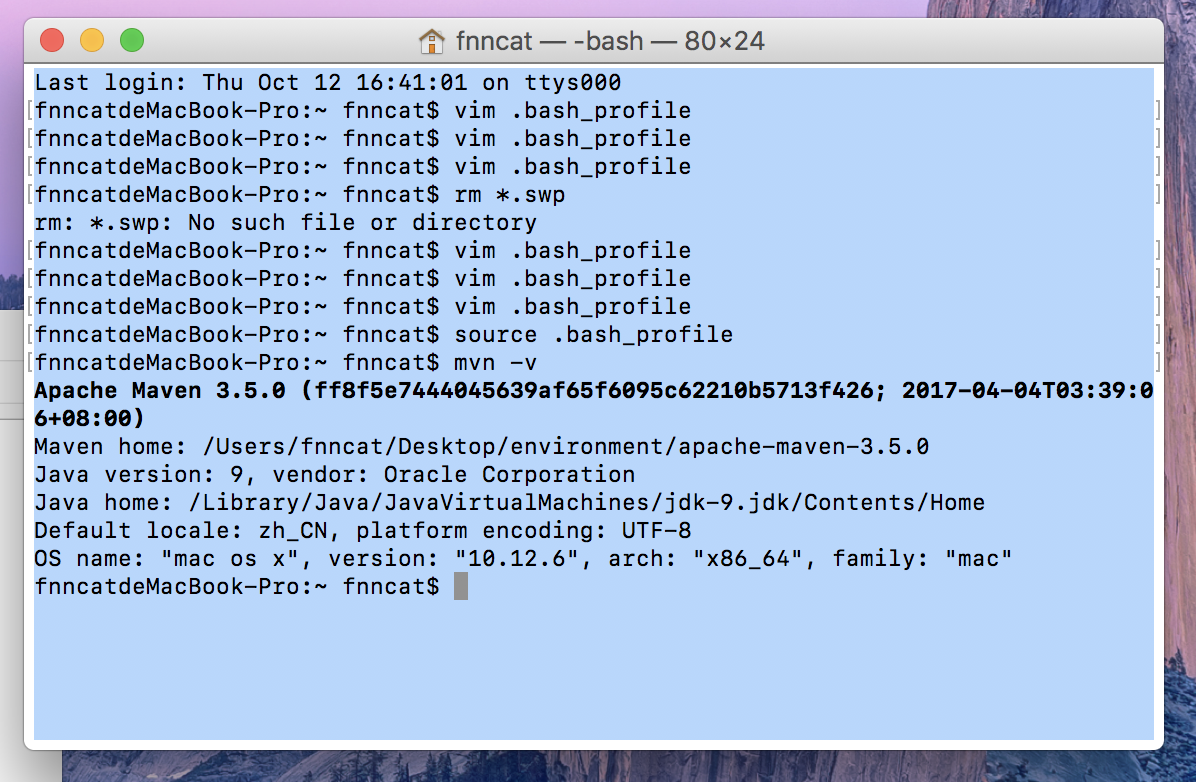 fnncat — -bash — 80×24
Last login: Thu Oct 12 16:41:01 on ttys000
[fnncatdeMacBook-Pro:~ fnncat$ vim .bash_profile ]
[fnncatdeMacBook-Pro:~ fnncat$ vim .bash_profile ]
[fnncatdeMacBook-Pro:~ fnncat$ vim .bash_profile ]
[fnncatdeMacBook-Pro:~ fnncat$ rm *.swp ]
rm: *.swp: No such file or directory
[fnncatdeMacBook-Pro:~ fnncat$ vim .bash_profile ]
[fnncatdeMacBook-Pro:~ fnncat$ vim .bash_profile ]
[fnncatdeMacBook-Pro:~ fnncat$ vim .bash_profile ]
[fnncatdeMacBook-Pro:~ fnncat$ source .bash_profile ]
[fnncatdeMacBook-Pro:~ fnncat$ mvn -v ]
Apache Maven 3.5.0 (ff8f5e7444045639af65f6095c62210b5713f426; 2017-04-04T03:39:0
6+08:00)
Maven home: /Users/fnncat/Desktop/environment/apache-maven-3.5.0
Java version: 9, vendor: Oracle Corporation
Java home: /Library/Java/JavaVirtualMachines/jdk-9.jdk/Contents/Home
Default locale: zh_CN, platform encoding: UTF-8
OS name: "mac os x", version: "10.12.6", arch: "x86_64", family: "mac"
fnncatdeMacBook-Pro:~ fnncat$